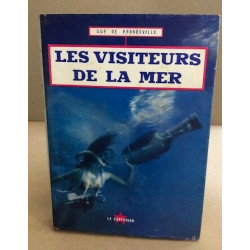 GUY DE FRONDEVILLE
LES VISITEURS
DE LA MER